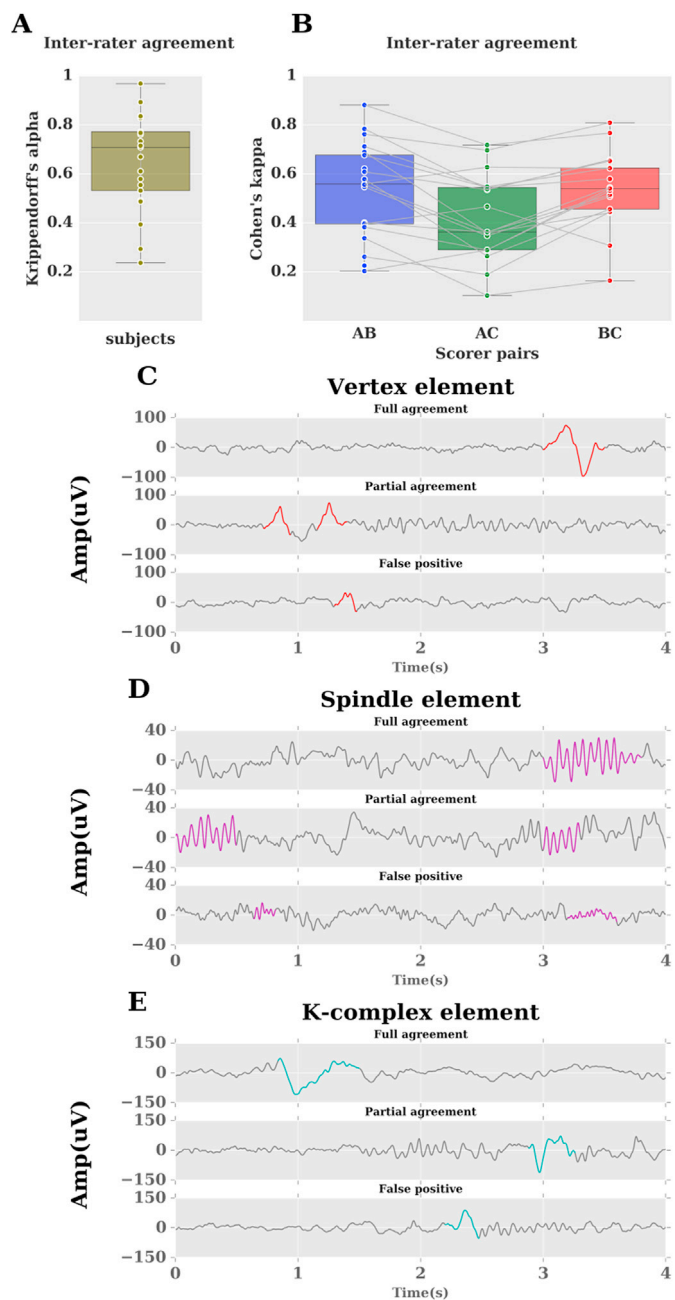 A
Inter-rater agreement
Krippendorff's alpha
1
0.8
0.6
0.4
0.2
subjects
B
Inter-rater agreement
Cohen's kappa
1
0.8
0.6
0.4
0.2
AB AC BC
Scorer pairs
C
Vertex element
Amp(uV)
Full agreement
100
0
−100
Partial agreement
100
0
−100
False positive
100
0
−100
0 1 2 3 4
Time(s)
D
Spindle element
Amp(uV)
Full agreement
40
0
−40
Partial agreement
40
0
−40
False positive
40
0
−40
0 1 2 3 4
Time(s)
E
K-complex element
Amp(uV)
Full agreement
150
0
−150
Partial agreement
150
0
−150
False positive
150
0
−150
0 1 2 3 4
Time(s)